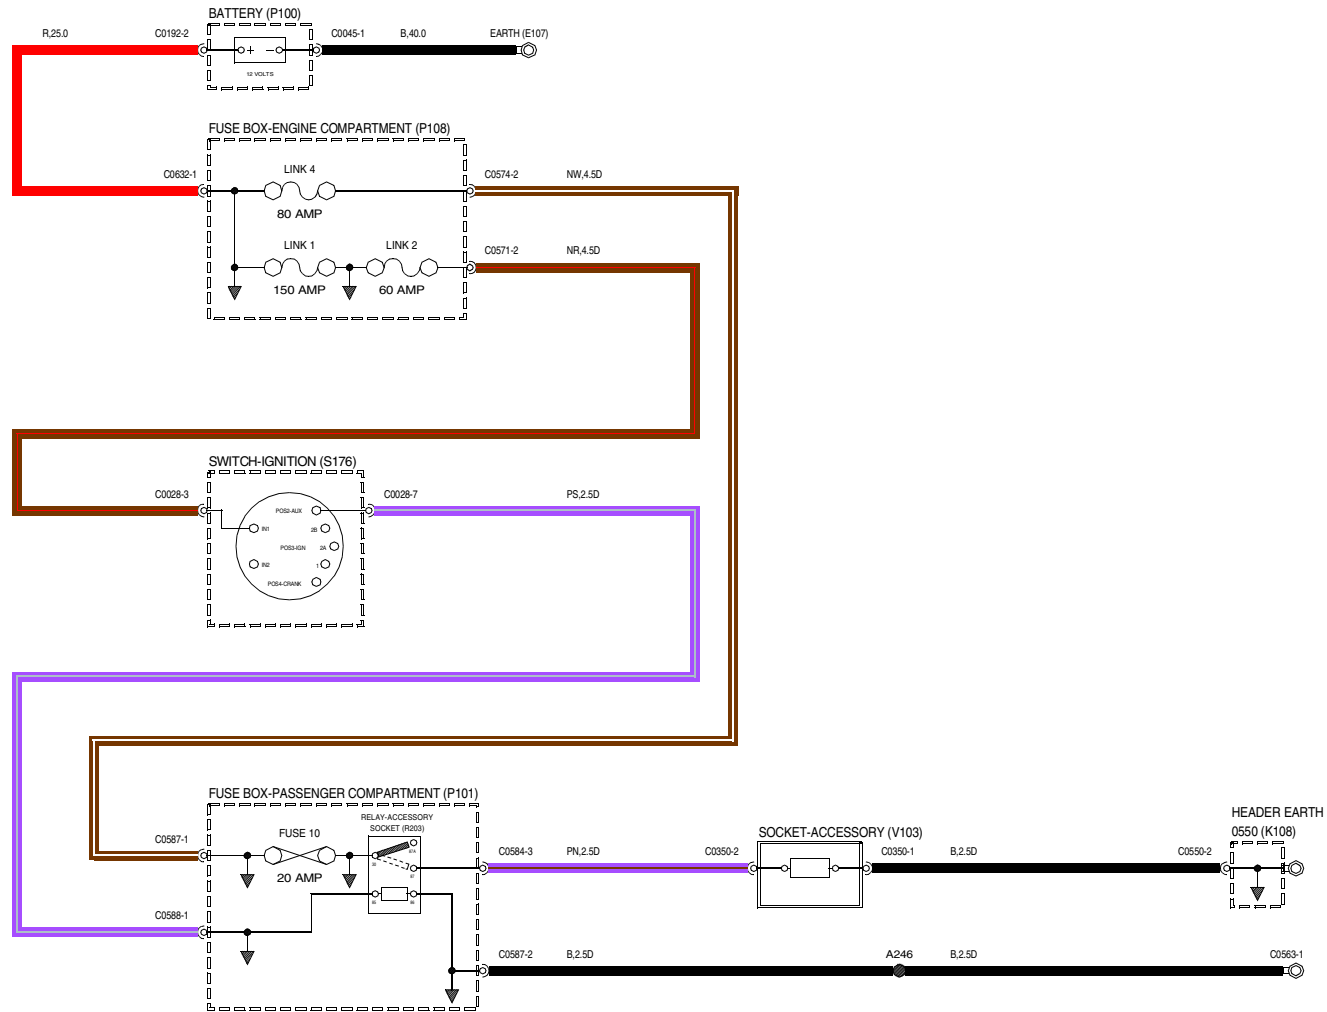 BATTERY (P100)
R,25.0 C0192-2 C0045-1 B,40.0 EARTH (E107)
+ −
12 VOLTS
FUSE BOX-ENGINE COMPARTMENT (P108)
C0632-1 LINK 4 C0574-2 NW,4.5D
80 AMP
LINK 1 LINK 2 C0571-2 NR,4.5D
150 AMP 60 AMP
SWITCH-IGNITION (S176)
C0028-3 C0028-7 PS,2.5D
POS2-AUX
IN1 2B
POS3-IGN 2A
IN2 1
POS4-CRANK
FUSE BOX-PASSENGER COMPARTMENT (P101)
RELAY-ACCESSORY
SOCKET (R203)
HEADER EARTH
0550 (K108)
SOCKET-ACCESSORY (V103)
C0587-1 FUSE 10 C0584-3 PN,2.5D C0350-2 C0350-1 B,2.5D C0550-2
87A
30
87
20 AMP
C0588-1
85 86
C0587-2 B,2.5D A246 B,2.5D C0563-1